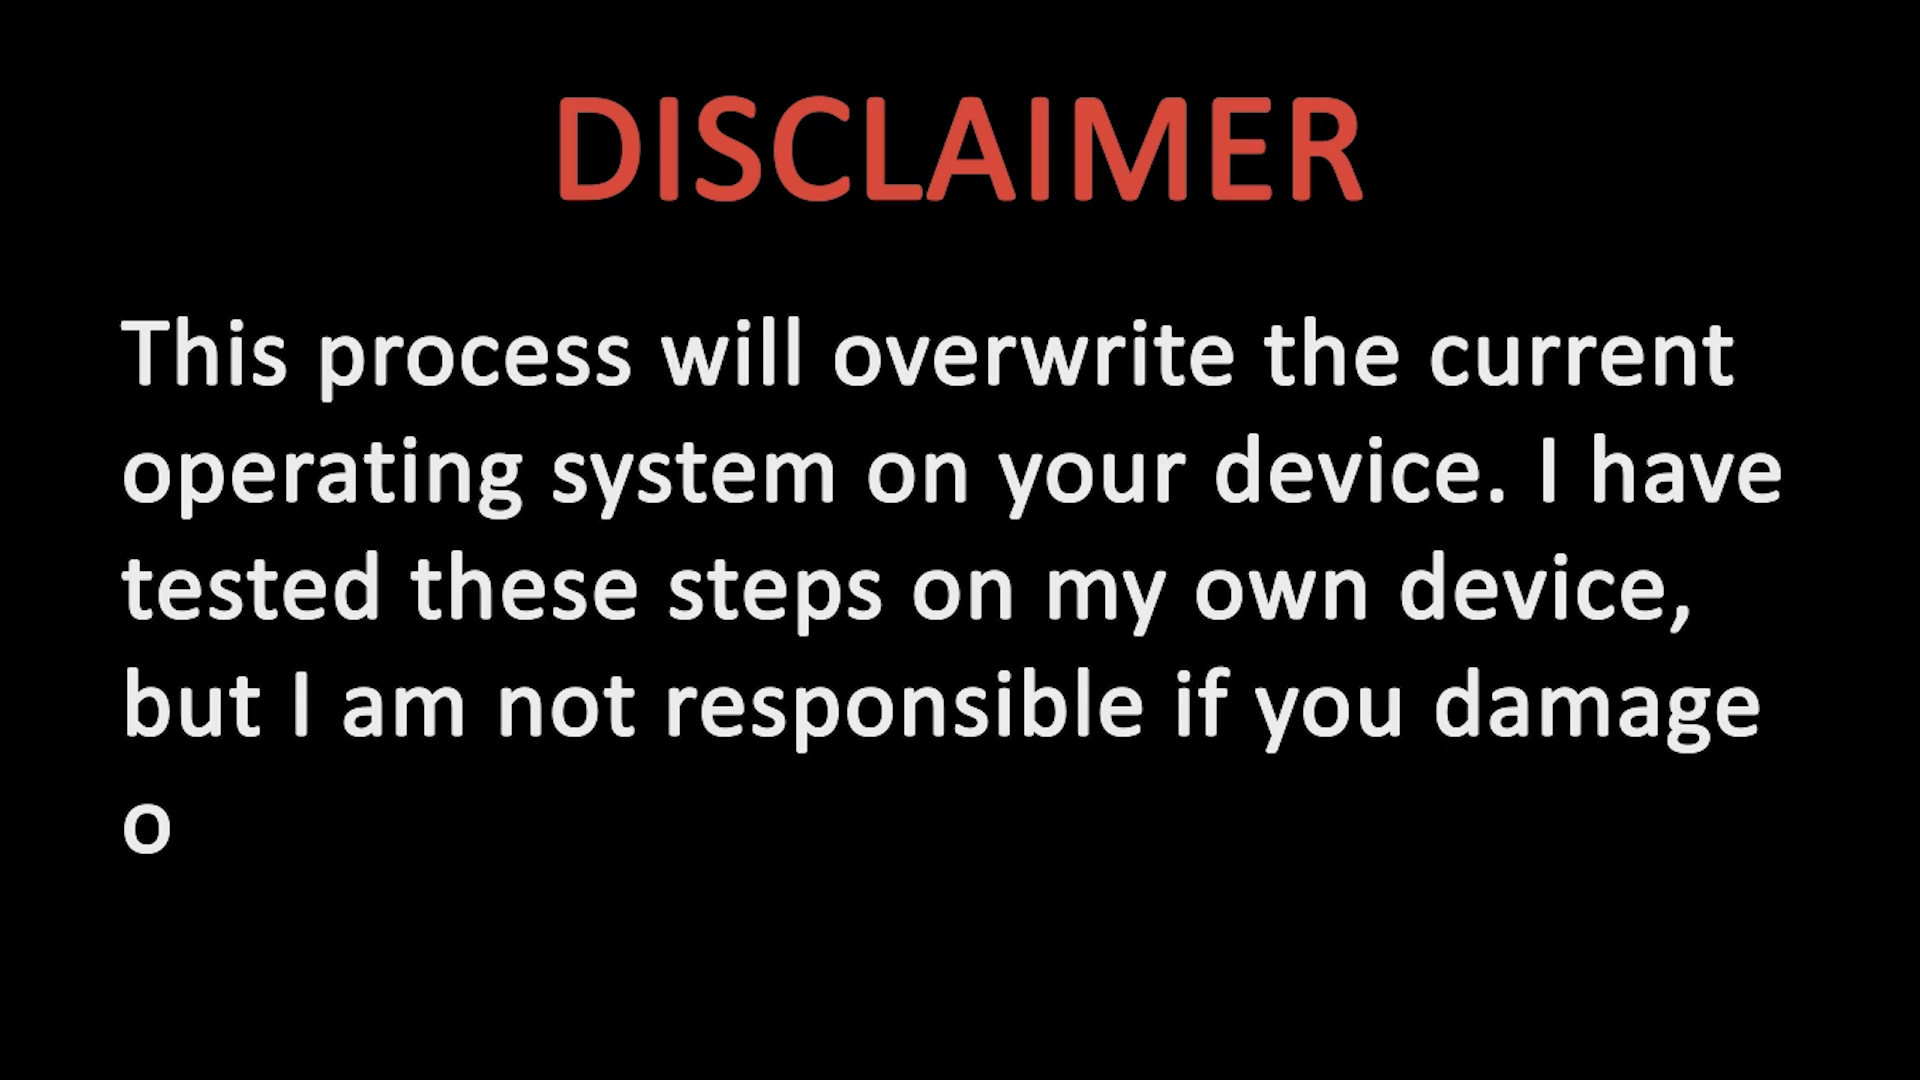 DISCLAIMER
This process will overwrite the current
operating system on your device. I have
tested these steps on my own device,
but I am not responsible if you damage
o